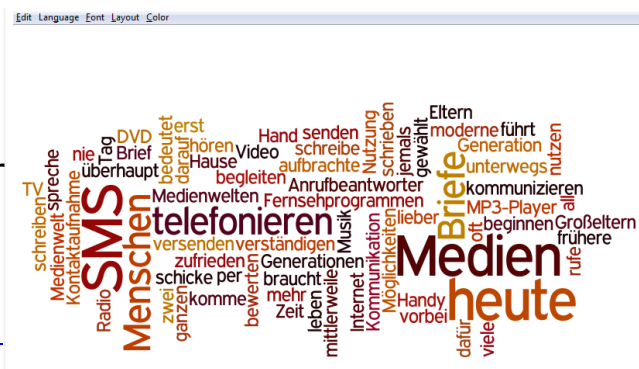 Edit Language Font Layout Color
Eltern
DVD
erst
bedeutet
darauf
Hand
senden
Nutzung
schrieben
jemals
gewählt
moderne
führt
nie
Tag
Brief
hören
Video
schreibe
Generation
nutzen
spreche
überhaupt
Hause
aufbrachte
Briefe
unterwegs
TV
begleiten
Anrufbeantworter
kommunizieren
schreiben
Medienwelt
Kontaktaufnahme
SMS
Menschen
Medienwelten
Fernsehprogrammen
MP3-Player
alle
telefonieren
Musik
Kommunikation
Möglichkeiten
lieber
oft
beginnen
Großeltern
versenden
verständigen
Medien
frühere
rufe
zufrieden
Generationen
schicke
per
bewerten
braucht
Internet
Radio
zwei
ganzen
komme
mehr
leben
mittlerweile
Handy
heute
Zeit
vorbei
dafür
viele